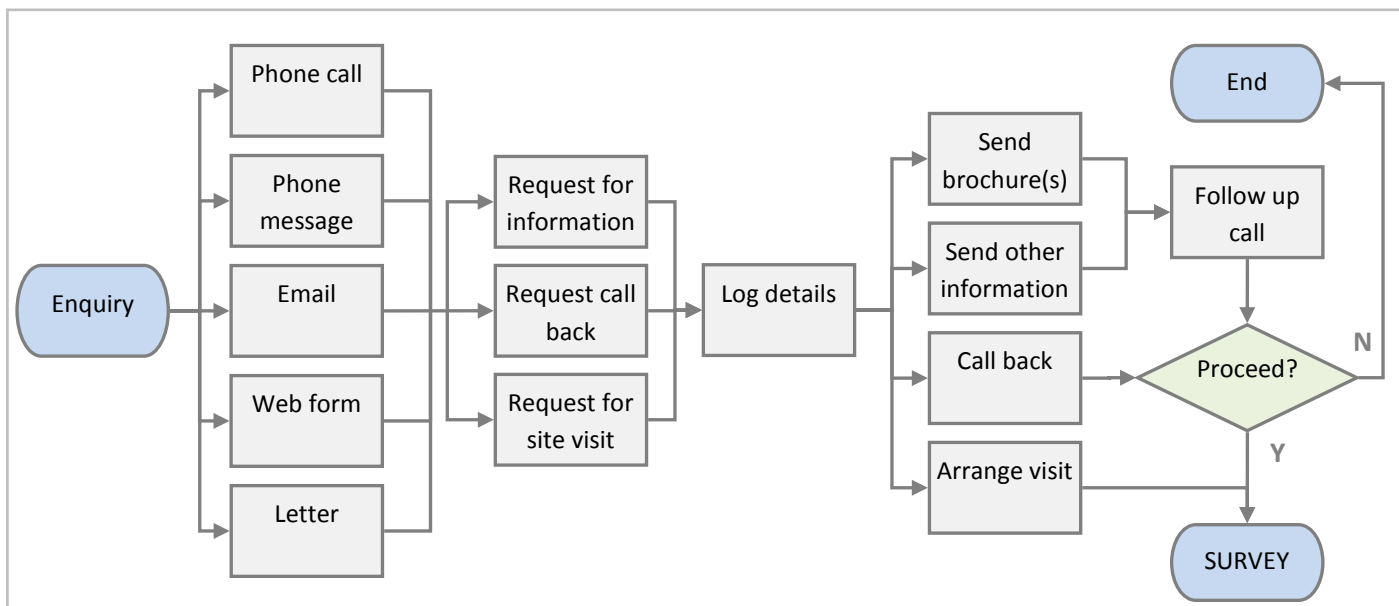 Enquiry
Phone call
Phone
message
Email
Web form
Letter
Request for
information
Request call
back
Request for
site visit
Log details
Send
brochure(s)
Send other
information
Call back
Arrange visit
Follow up
call
Proceed?
N
Y
End
SURVEY